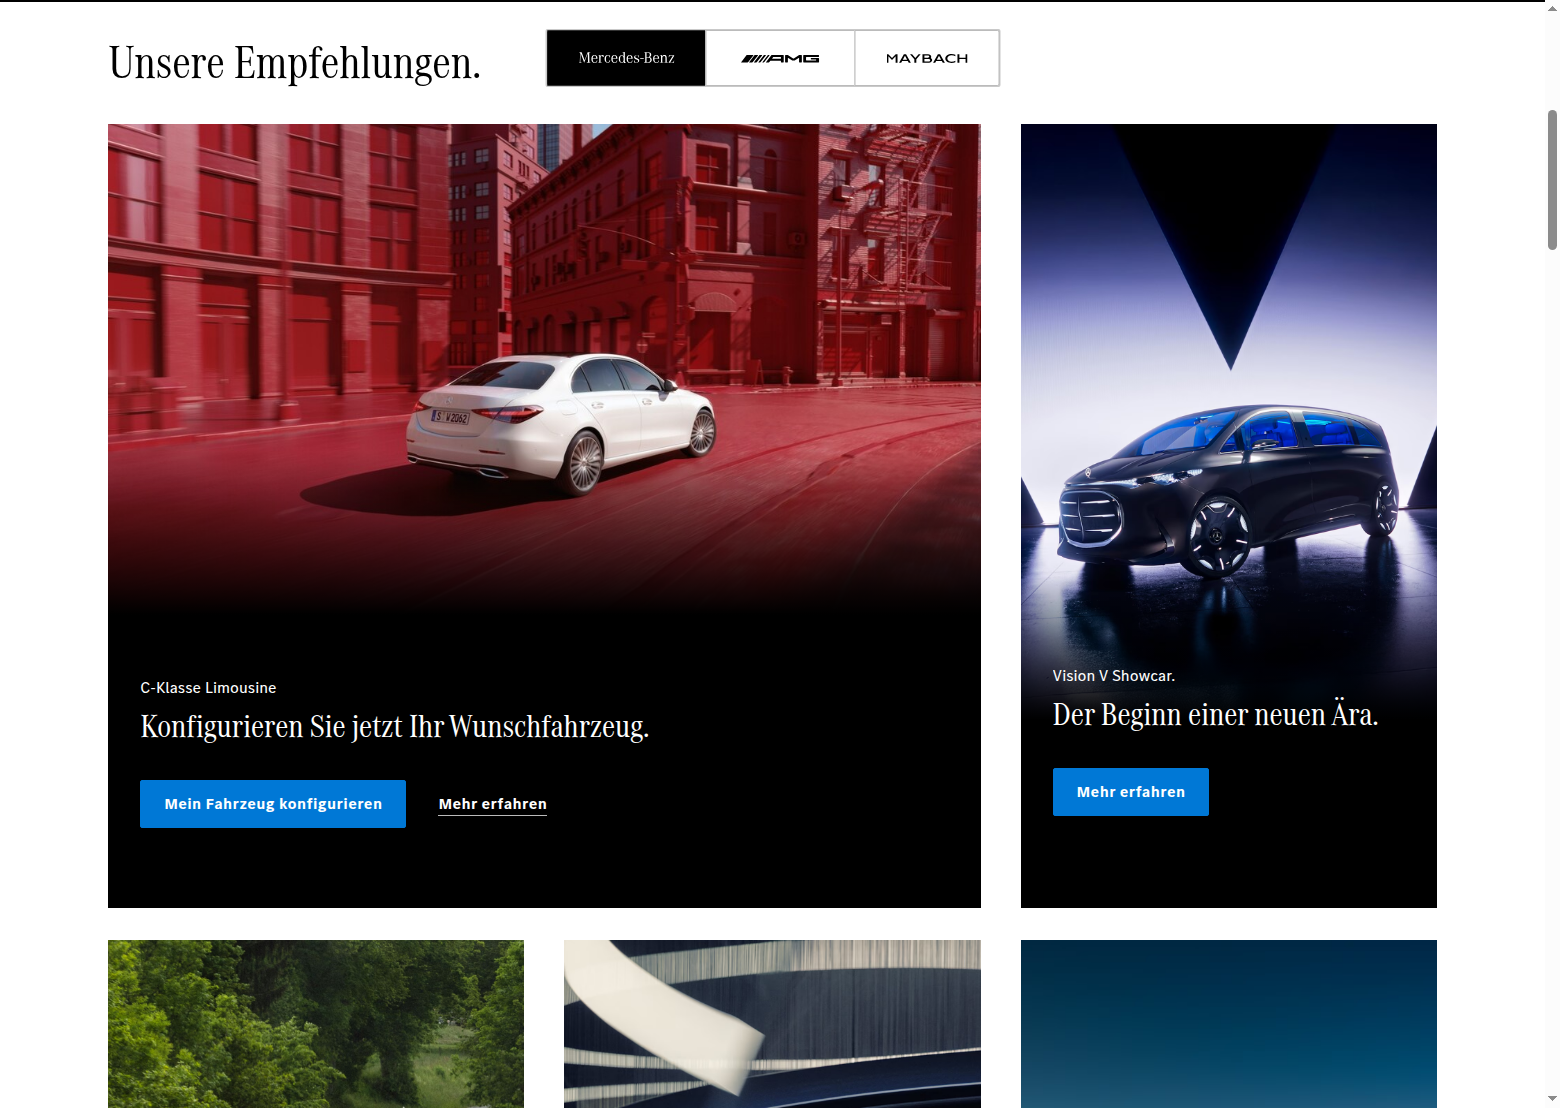 Unsere Empfehlungen.
Mercedes-Benz
AMG
MAYBACH
C-Klasse Limousine
Konfigurieren Sie jetzt Ihr Wunschfahrzeug.
Mein Fahrzeug konfigurieren
Mehr erfahren
Vision V Showcar.
Der Beginn einer neuen Ära.
Mehr erfahren